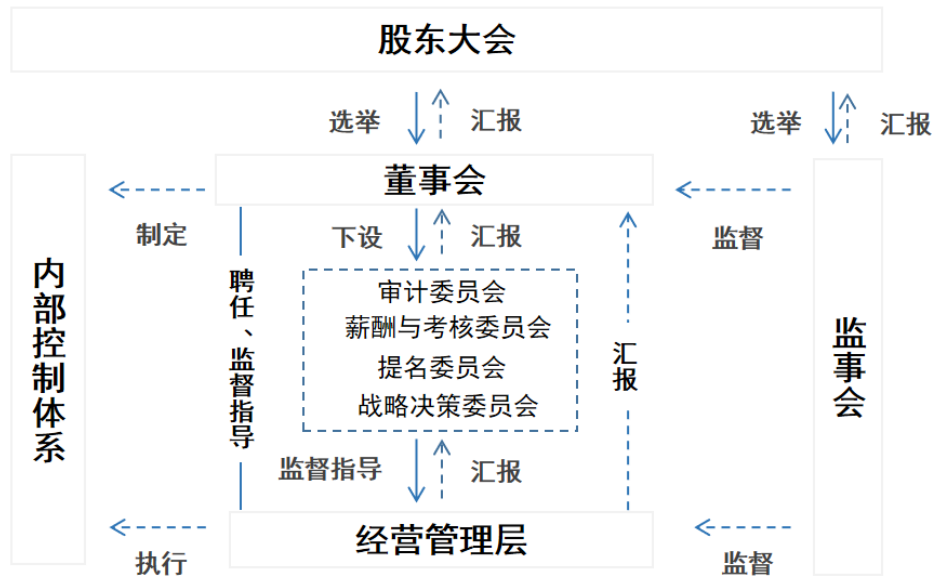 股东大会
选举
汇报
选举
汇报
董事会
制定
下设
汇报
监督
内部控制体系
聘任、监督指导
审计委员会
薪酬与考核委员会
提名委员会
战略决策委员会
汇报
监事会
监督指导
汇报
经营管理层
执行
监督